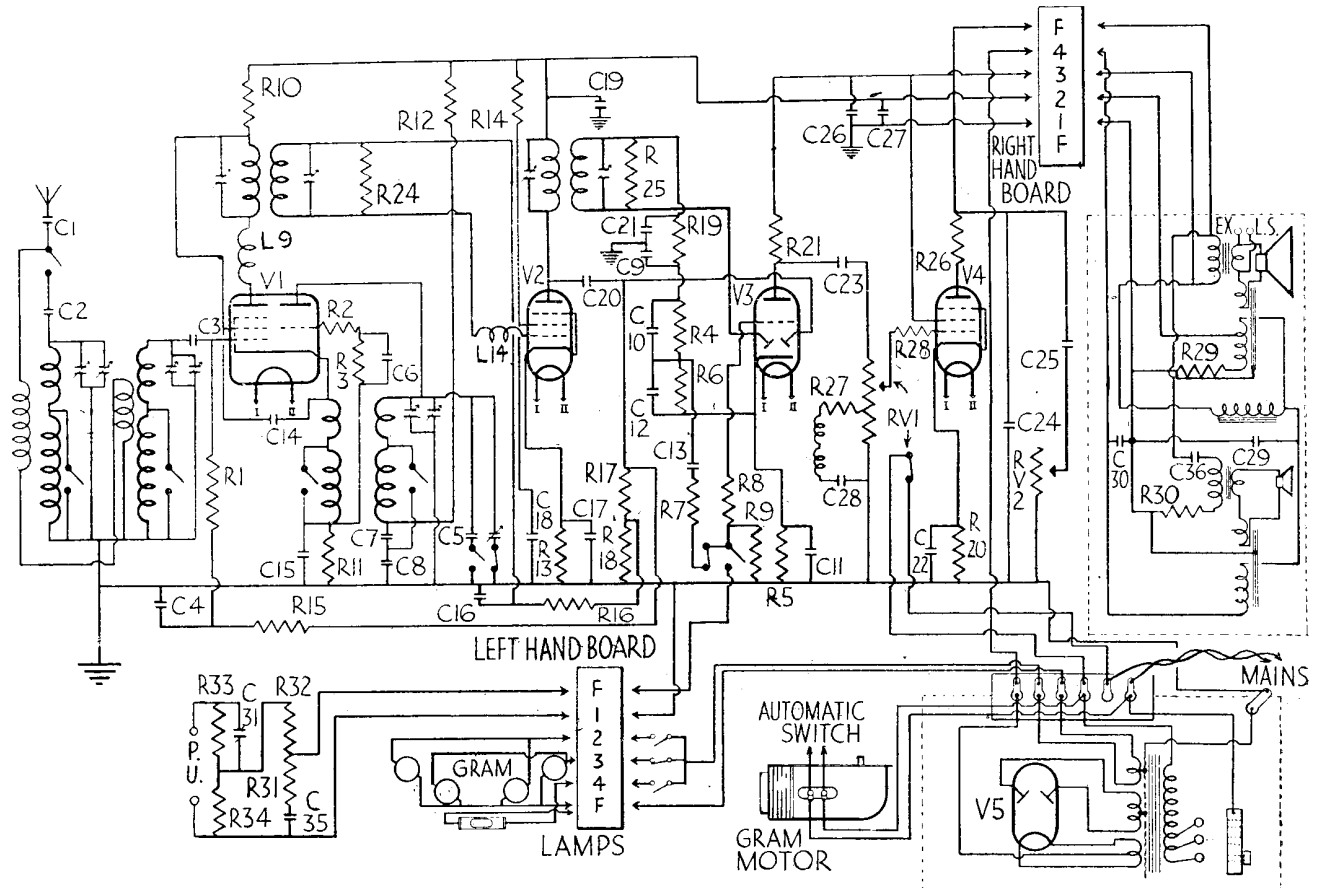 F
4
3
2
1
F
RIGHT
HAND
BOARD
R10
R12
R14
C19
C26
C27
R24
R
25
C1
L9
C21
R19
C9
R21
R26
EX. L.S.
C2
V1
V2
C20
V3
C23
V4
C3
R2
C
10
R4
R28
C25
R29
R
3
C6
L14
R6
R27
I II
I II
I II
I II
C
12
RV1
C14
C24
R1
C13
C
30
C36
C29
R17
R8
C28
R
V
2
R30
R7
R9
C
18
C17
C7
C5
C15
R11
C8
R
13
R
18
C11
C
22
R
20
R5
C4
R15
C16
R16
LEFT HAND BOARD
MAINS
R33
C
31
R32
F
1
2
3
4
F
AUTOMATIC
SWITCH
P.
U.
GRAM
R31
R34
C
35
V5
LAMPS
GRAM
MOTOR